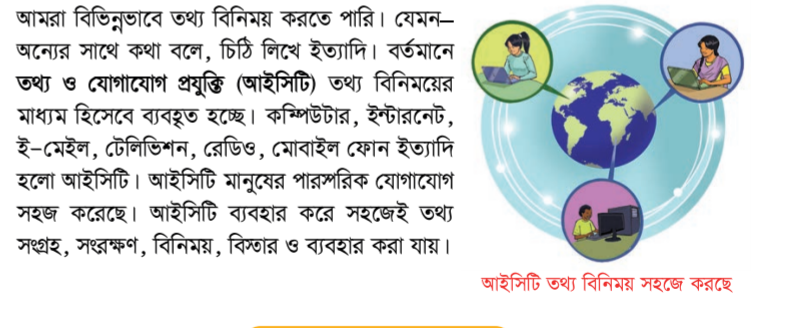 আমরা বিভিন্নভাবে তথ্য বিনিময় করতে পারি। যেমন–
অন্যের সাথে কথা বলে, চিঠি লিখে ইত্যাদি। বর্তমানে
তথ্য ও যোগাযোগ প্রযুক্তি (আইসিটি) তথ্য বিনিময়ের
মাধ্যম হিসেবে ব্যবহৃত হচ্ছে। কম্পিউটার, ইন্টারনেট,
ই-মেইল, টেলিভিশন, রেডিও, মোবাইল ফোন ইত্যাদি
হলো আইসিটি। আইসিটি মানুষের পারস্পরিক যোগাযোগ
সহজ করেছে। আইসিটি ব্যবহার করে সহজেই তথ্য
সংগ্রহ, সংরক্ষণ, বিনিময়, বিস্তার ও ব্যবহার করা যায়।
আইসিটি তথ্য বিনিময় সহজে করছে